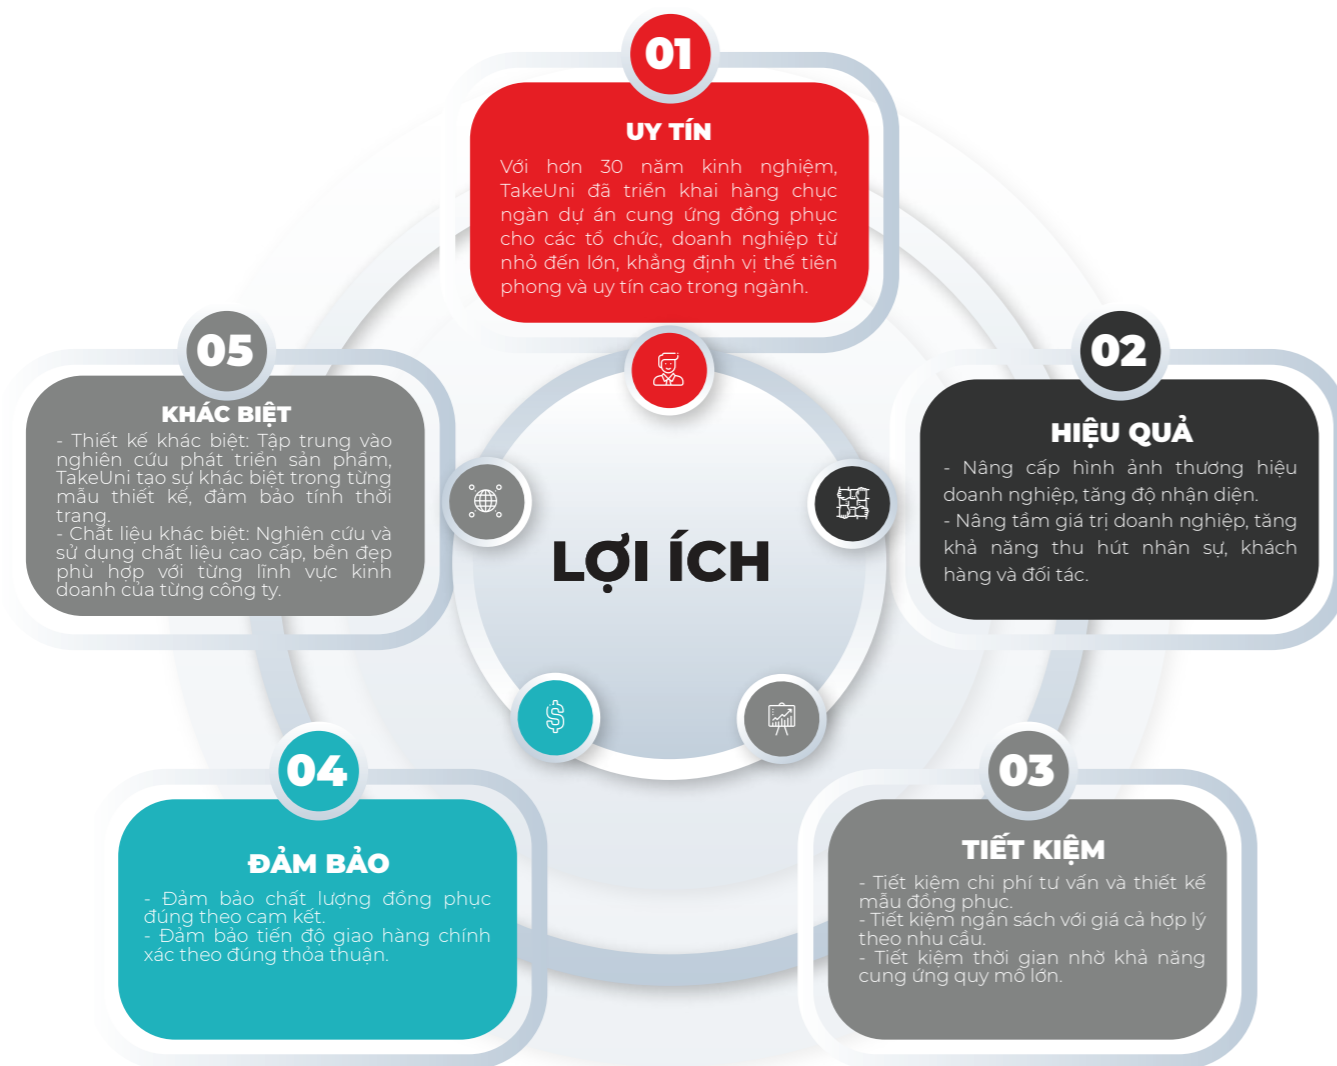 01
UY TÍN
Với hơn 30 năm kinh nghiệm,
TakeUni đã triển khai hàng chục
ngàn dự án cung ứng đồng phục
cho các tổ chức, doanh nghiệp từ
nhỏ đến lớn, khẳng định vị thế tiên
phong và uy tín cao trong ngành.
02
HIỆU QUẢ
- Nâng cấp hình ảnh thương hiệu
doanh nghiệp, tăng độ nhận diện.
- Nâng tầm giá trị doanh nghiệp, tăng
khả năng thu hút nhân sự, khách
hàng và đối tác.
03
TIẾT KIỆM
- Tiết kiệm chi phí tư vấn và thiết kế
mẫu đồng phục.
- Tiết kiệm ngân sách với giá cả hợp lý
theo nhu cầu.
- Tiết kiệm thời gian nhờ khả năng
cung ứng quy mô lớn.
04
ĐẢM BẢO
- Đảm bảo chất lượng đồng phục
đúng theo cam kết.
- Đảm bảo tiến độ giao hàng chính
xác theo đúng thỏa thuận.
05
KHÁC BIỆT
- Thiết kế khác biệt: Tập trung vào
nghiên cứu phát triển sản phẩm,
TakeUni tạo sự khác biệt trong từng
mẫu thiết kế, đảm bảo tính thời
trang.
- Chất liệu khác biệt: Nghiên cứu và
sử dụng chất liệu cao cấp, bền đẹp
phù hợp với từng lĩnh vực kinh
doanh của từng công ty.
LỢI ÍCH